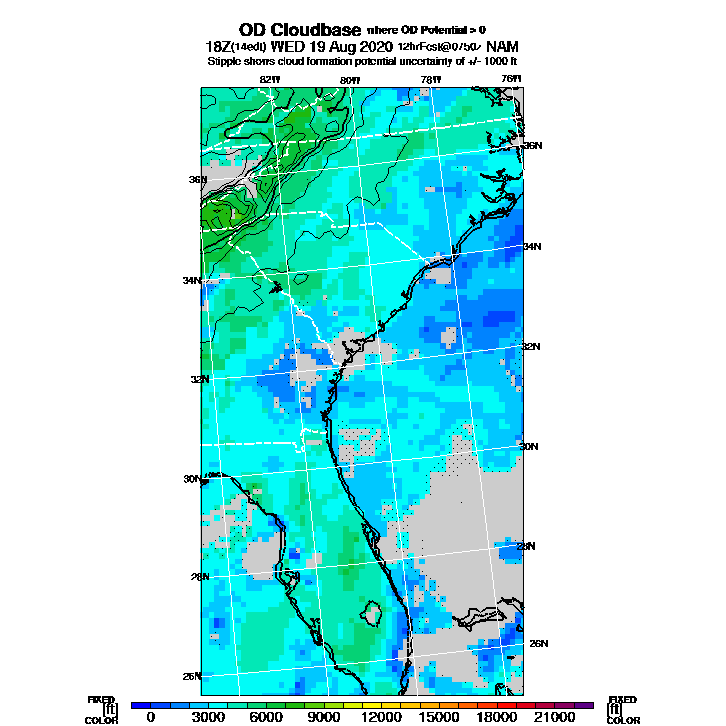 OD Cloudbase where OD Potential > 0
18Z(14edt) WED 19 Aug 2020 12hrFcst@0750z NAM
Stipple shows cloud formation potential uncertainty of +/- 1000 ft
82W 80W 78W 76W
36N 36N
34N 34N
32N 32N
30N 30N
28N 28N
26N 26N
FIXED FIXED
[ft] [ft]
COLOR COLOR
0 3000 6000 9000 12000 15000 18000 21000